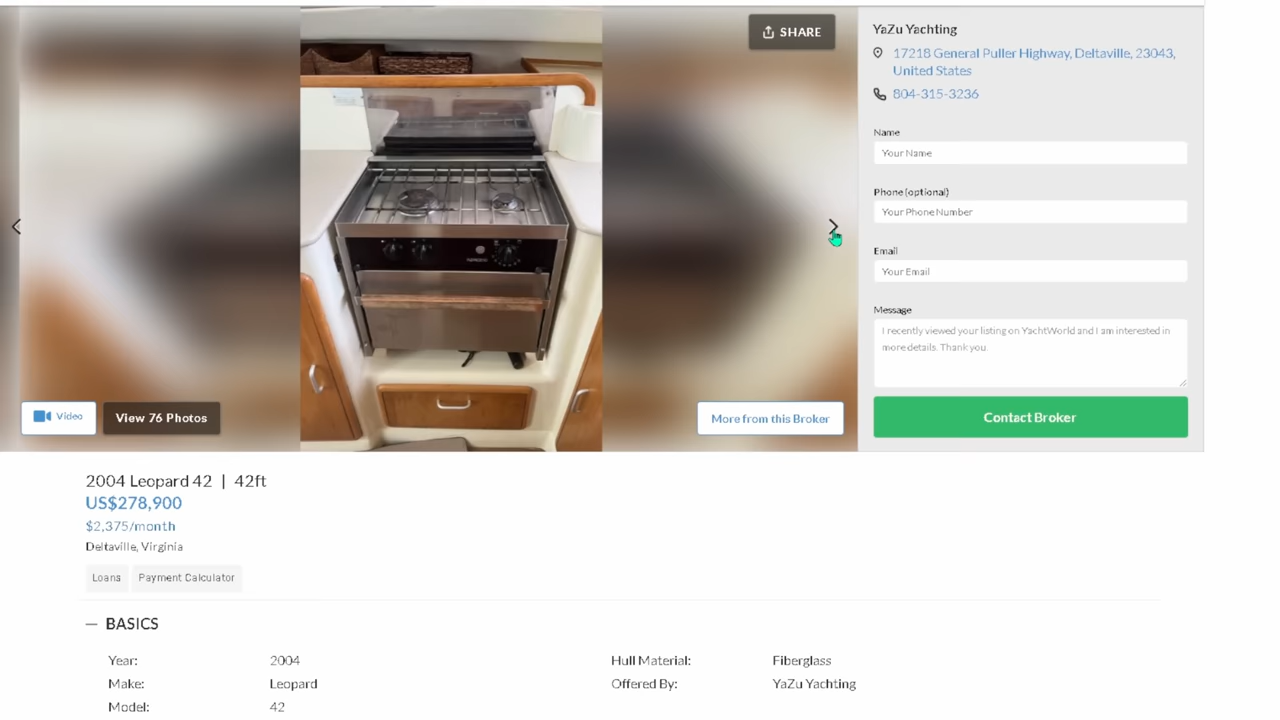 SHARE
YaZu Yachting
17218 General Puller Highway, Deltaville, 23043,
United States
804-315-3236
Name
Your Name
Phone (optional)
Your Phone Number
Email
Your Email
Message
I recently viewed your listing on YachtWorld and I am interested in
more details. Thank you.
Contact Broker
Video
View 76 Photos
More from this Broker
2004 Leopard 42 | 42ft
US$278,900
$2,375/month
Deltaville, Virginia
Loans
Payment Calculator
— BASICS
Year: 2004
Hull Material: Fiberglass
Make: Leopard
Offered By: YaZu Yachting
Model: 42